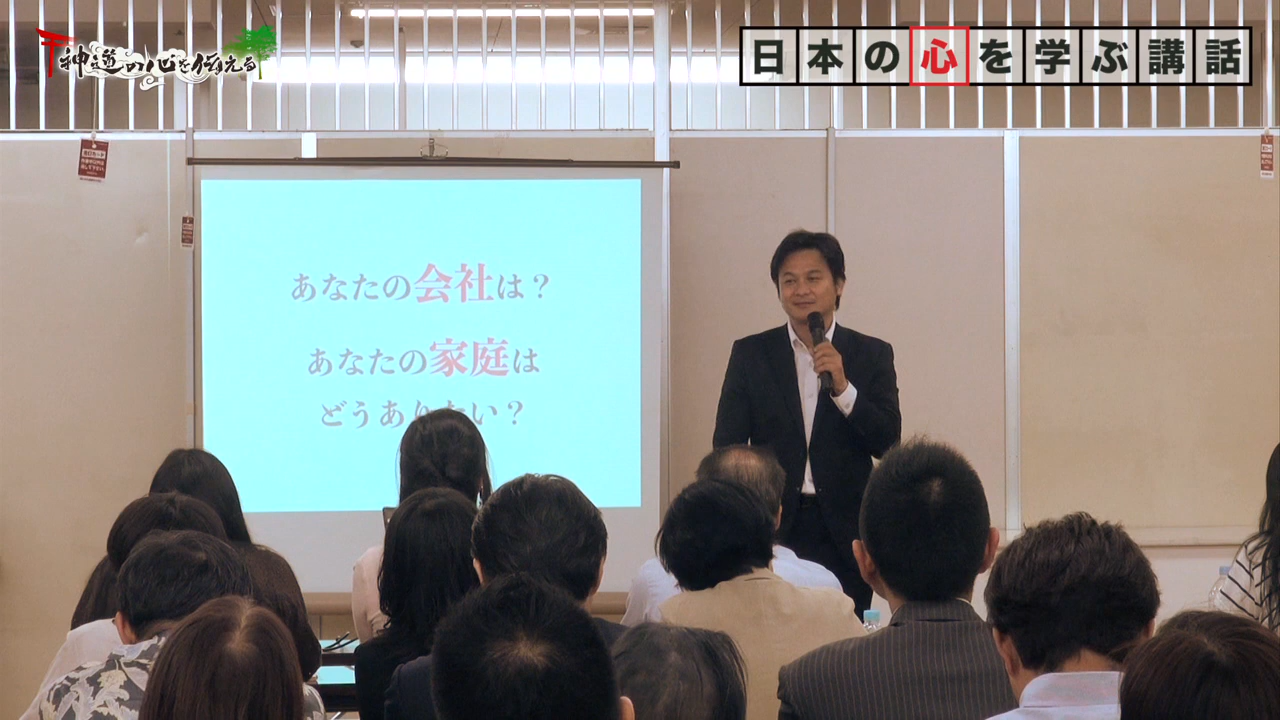 神道の心を伝える
日本の心を学ぶ講話
あなたの会社は？
あなたの家庭は
どうありたい？